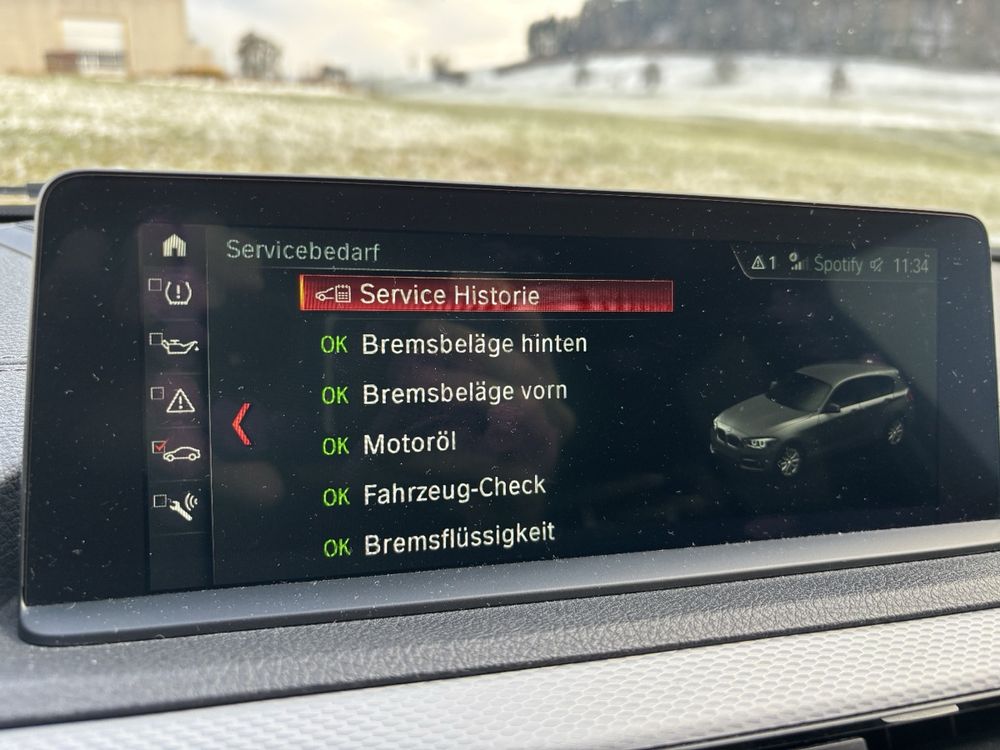 Servicebedarf
1 Spotify 11:34
Service Historie
OK Bremsbeläge hinten
OK Bremsbeläge vorn
OK Motoröl
OK Fahrzeug-Check
OK Bremsflüssigkeit